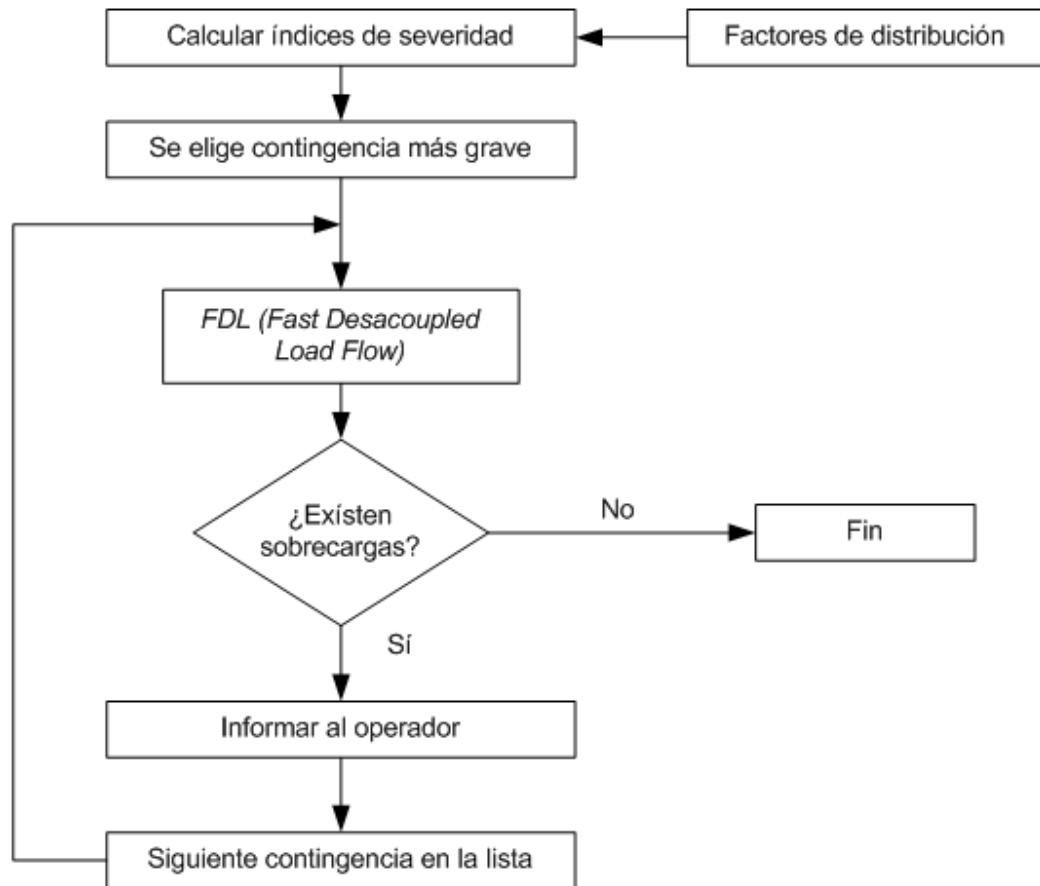 Calcular índices de severidad
Factores de distribución
Se elige contingencia más grave
FDL (Fast Desacoupled
Load Flow)
¿Exísten
sobrecargas?
No
Fin
Sí
Informar al operador
Siguiente contingencia en la lista